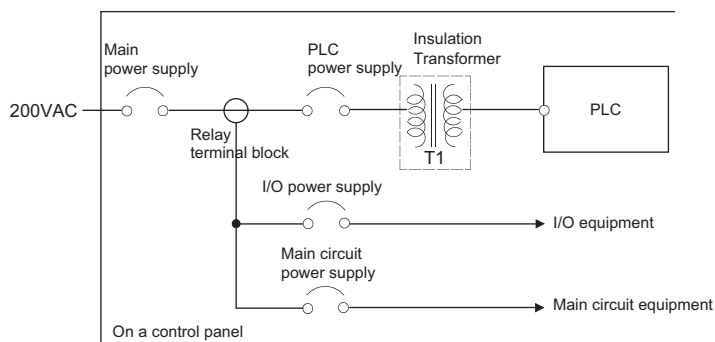 Main
power supply
PLC
power supply
Insulation
Transformer
200VAC
PLC
Relay
terminal block
T1
I/O power supply
I/O equipment
Main circuit
power supply
Main circuit equipment
On a control panel